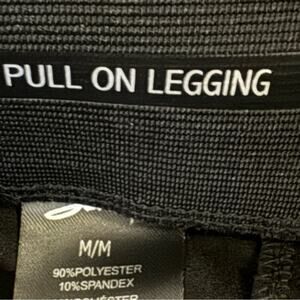 PULL ON LEGGING
M/M
90%POLYESTER
10%SPANDEX